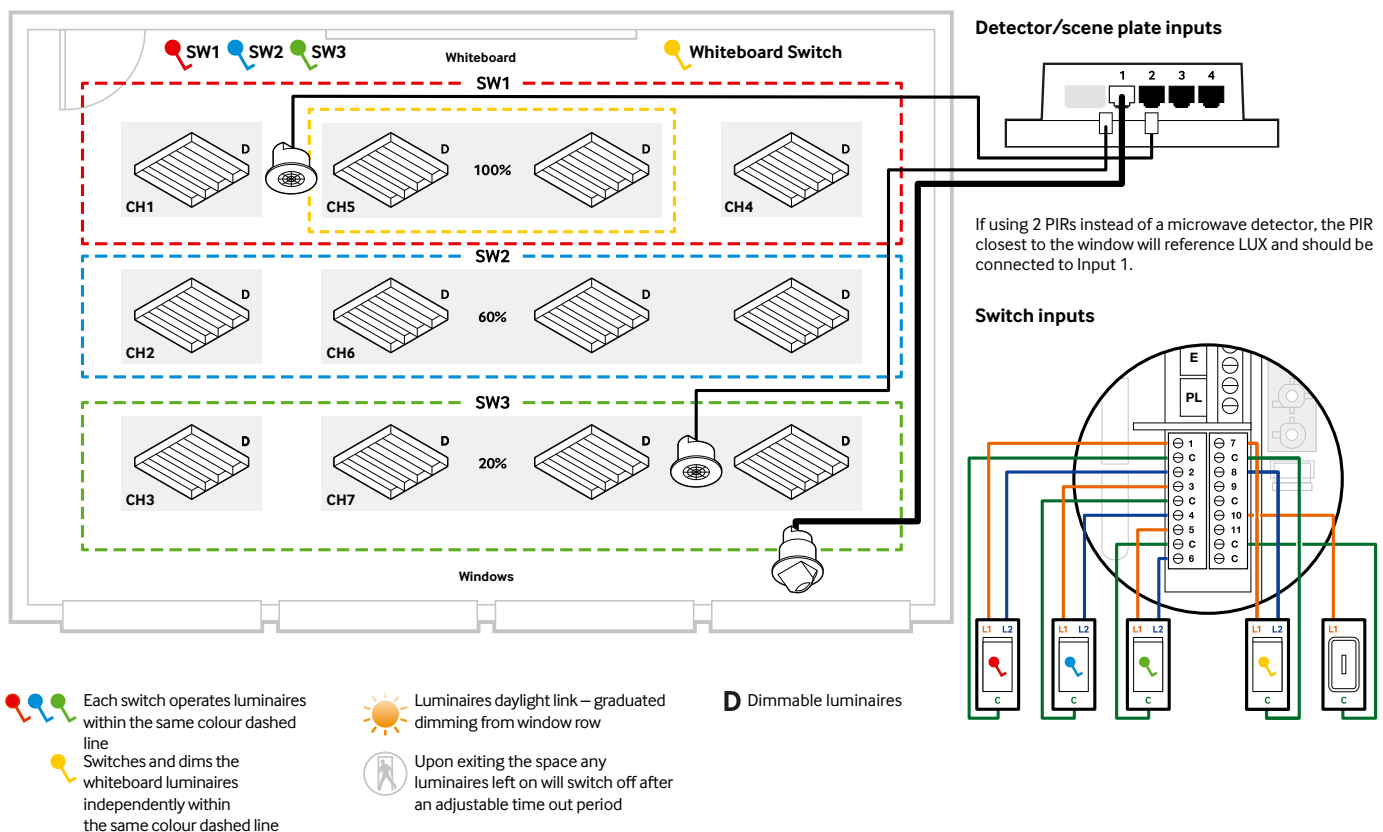 SW1 SW2 SW3
Whiteboard
Whiteboard Switch
SW1
D D D D
100%
CH1 CH5 CH4
SW2
D D D D
60%
CH2 CH6
SW3
D D D D
20%
CH3 CH7
Windows
Detector/scene plate inputs
1 2 3 4
If using 2 PIRs instead of a microwave detector, the PIR
closest to the window will reference LUX and should be
connected to Input 1.
Switch inputs
E
PL
1 7
C C
2 8
3 9
C C
4 10
5 11
C C
6 C
L1 L2 L1 L2 L1 L2 L1 L2 L1
C C C C C
Each switch operates luminaires
within the same colour dashed
line
Switches and dims the
whiteboard luminaires
independently within
the same colour dashed line
Luminaires daylight link – graduated
dimming from window row
Upon exiting the space any
luminaires left on will switch off after
an adjustable time out period
D Dimmable luminaires